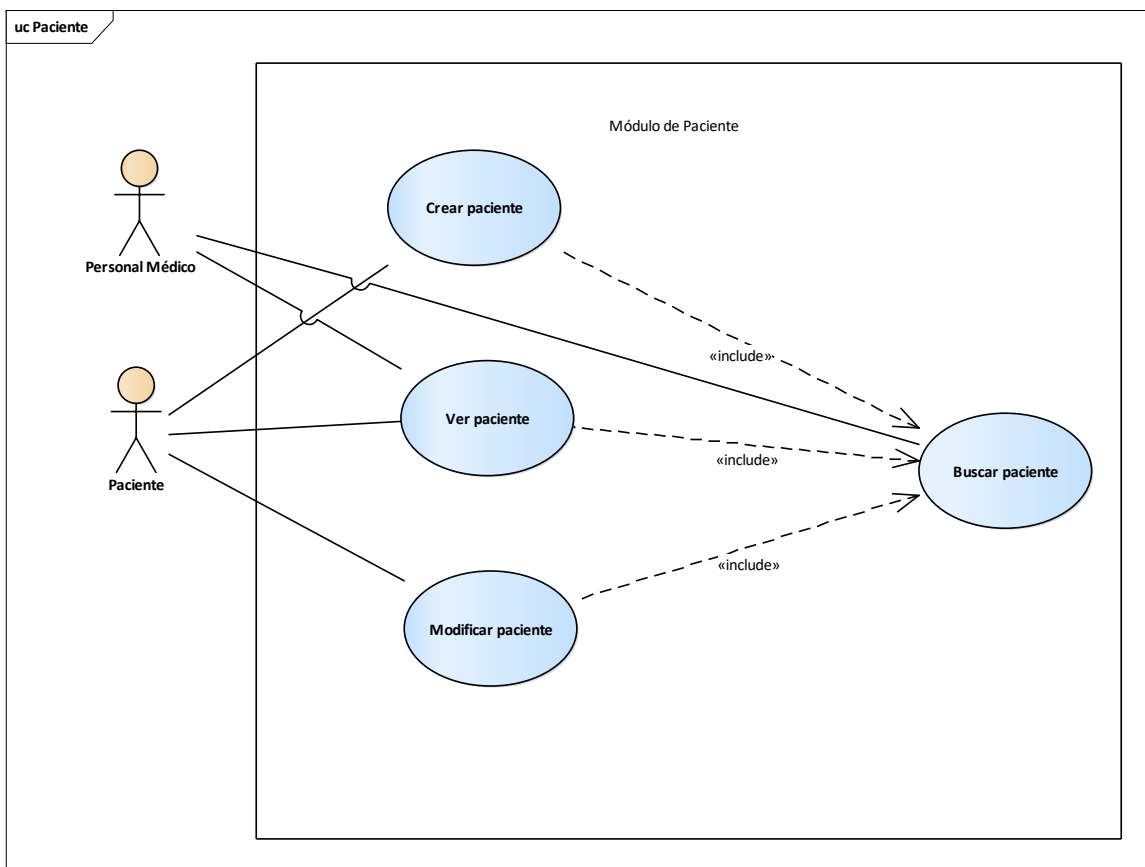 uc Paciente
Módulo de Paciente
Crear paciente
Personal Médico
«include»
Ver paciente
«include»
Buscar paciente
Paciente
«include»
Modificar paciente